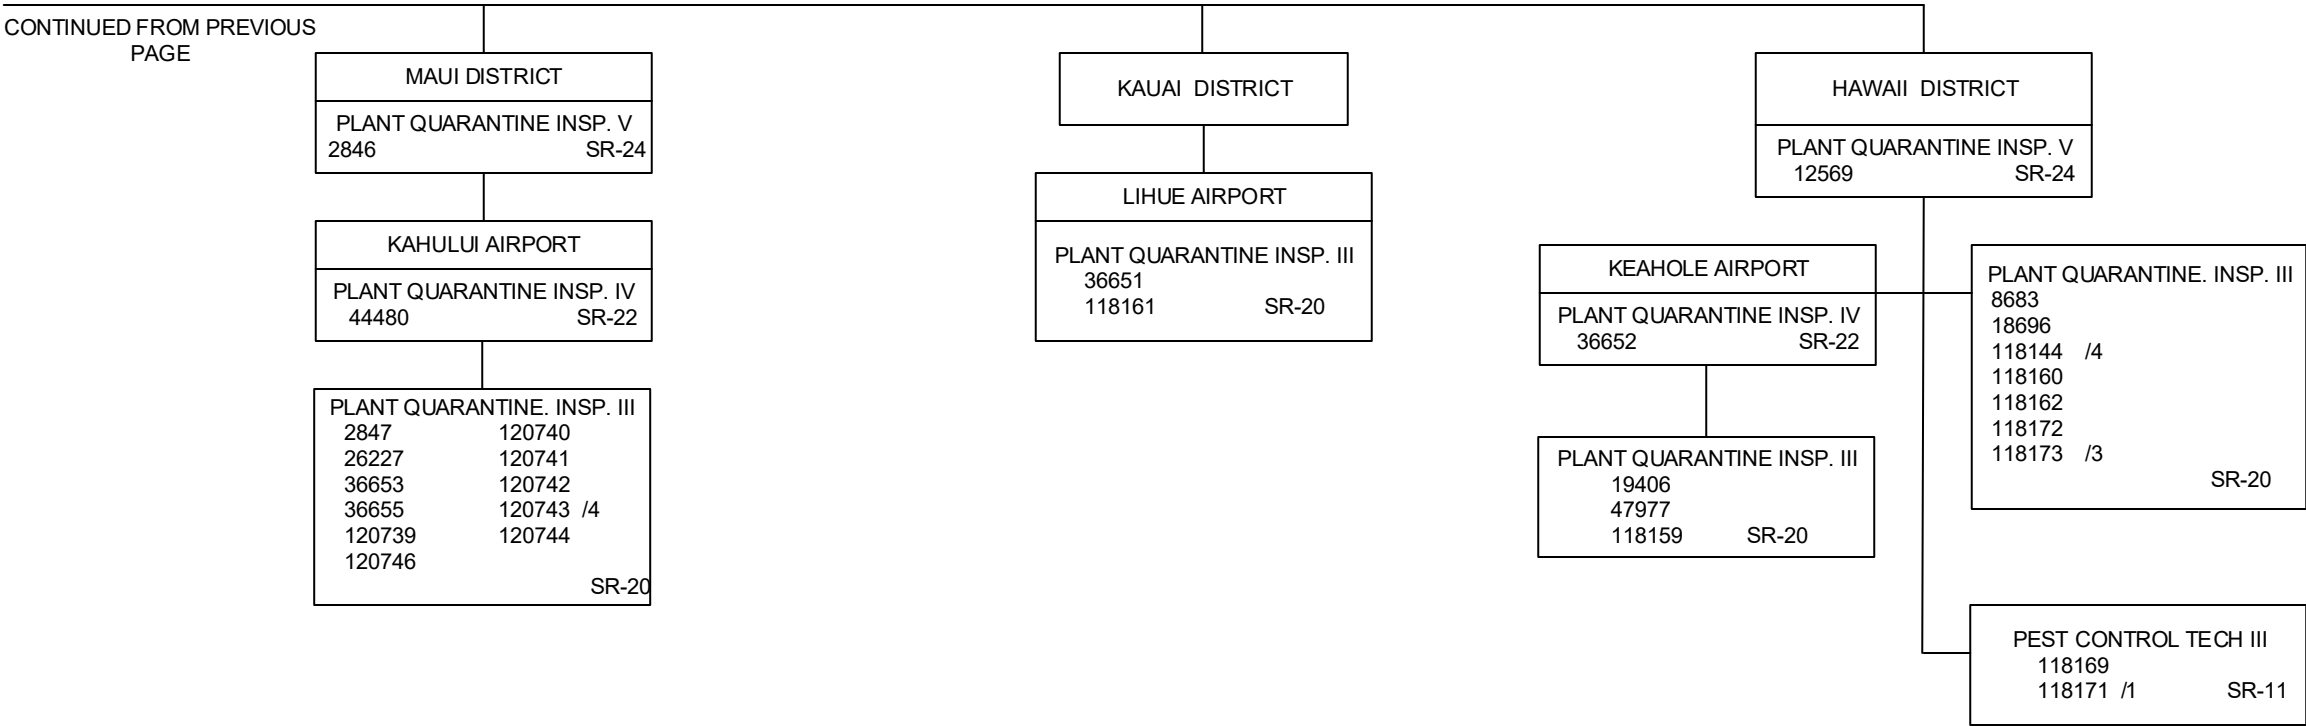 CONTINUED FROM PREVIOUS
PAGE
MAUI DISTRICT
PLANT QUARANTINE INSP. V
2846 SR-24
KAHULUI AIRPORT
PLANT QUARANTINE INSP. IV
44480 SR-22
PLANT QUARANTINE. INSP. III
2847 120740
26227 120741
36653 120742
36655 120743 /4
120739 120744
120746
SR-20
KAUAI DISTRICT
LIHUE AIRPORT
PLANT QUARANTINE INSP. III
36651
118161 SR-20
HAWAII DISTRICT
PLANT QUARANTINE INSP. V
12569 SR-24
KEAHOLE AIRPORT
PLANT QUARANTINE INSP. IV
36652 SR-22
PLANT QUARANTINE INSP. III
19406
47977
118159 SR-20
PLANT QUARANTINE. INSP. III
8683
18696
118144 /4
118160
118162
118172
118173 /3
SR-20
PEST CONTROL TECH III
118169
118171 /1 SR-11